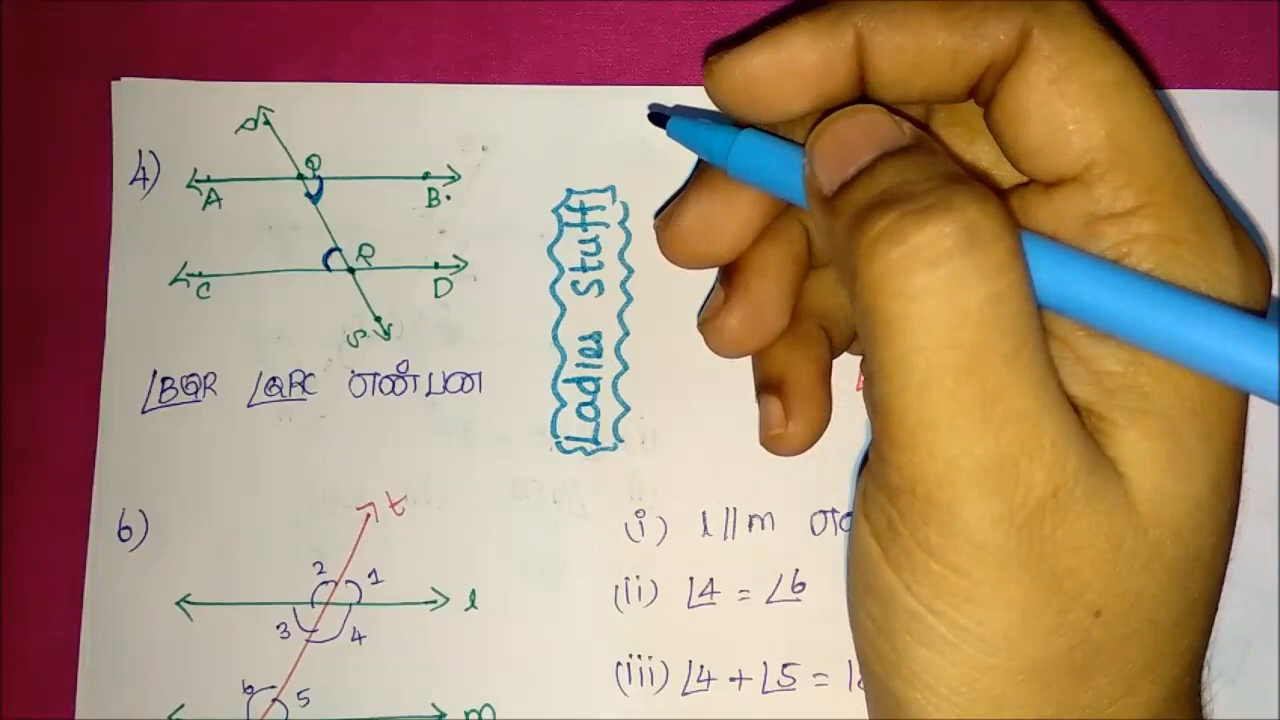 4)
P
Q
A
B
R
C
D
S
∠BQR ∠QRC என்பன
Ladies Stuff
6)
t
2 1
l
3 4
6 5
m
(i) l||m
(ii) ∠4 = ∠6
(iii) ∠4 + ∠5 =